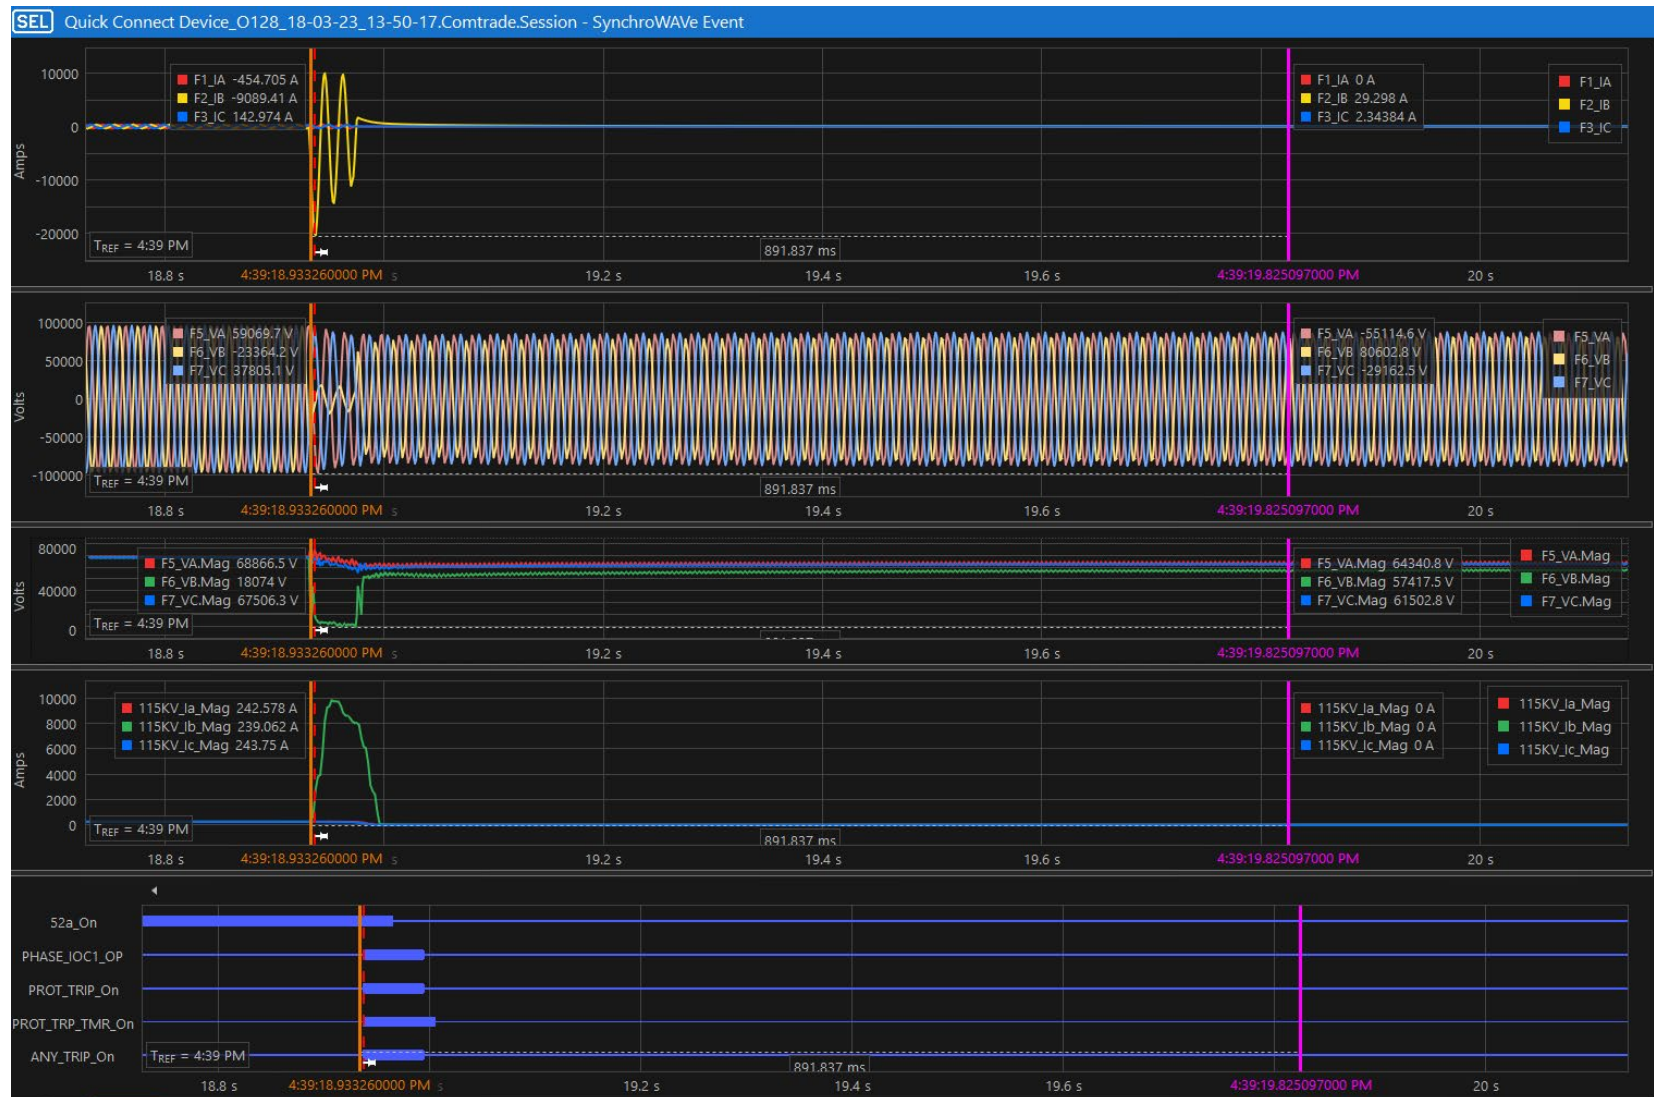 SEL Quick Connect Device_O128_18-03-23_13-50-17.Comtrade.Session - SynchroWAVe Event
Amps
10000
0
-10000
-20000
F1_IA -454.705 A
F2_IB -9089.41 A
F3_IC 142.974 A
F1_IA 0 A
F2_IB 29.298 A
F3_IC 2.34384 A
F1_IA
F2_IB
F3_IC
TREF = 4:39 PM
891.837 ms
18.8 s 4:39:18.933260000 PM s 19.2 s 19.4 s 19.6 s 4:39:19.825097000 PM 20 s
Volts
100000
50000
0
-50000
-100000
F5_VA 59069.7 V
F6_VB -23364.2 V
F7_VC 37805.1 V
F5_VA -55114.6 V
F6_VB 80602.8 V
F7_VC -29162.5 V
F5_VA
F6_VB
F7_VC
TREF = 4:39 PM
891.837 ms
18.8 s 4:39:18.933260000 PM s 19.2 s 19.4 s 19.6 s 4:39:19.825097000 PM 20 s
Volts
80000
40000
0
F5_VA.Mag 68866.5 V
F6_VB.Mag 18074 V
F7_VC.Mag 67506.3 V
F5_VA.Mag 64340.8 V
F6_VB.Mag 57417.5 V
F7_VC.Mag 61502.8 V
F5_VA.Mag
F6_VB.Mag
F7_VC.Mag
TREF = 4:39 PM
18.8 s 4:39:18.933260000 PM s 19.2 s 19.4 s 19.6 s 4:39:19.825097000 PM 20 s
Amps
10000
8000
6000
4000
2000
0
115KV_Ia_Mag 242.578 A
115KV_Ib_Mag 239.062 A
115KV_Ic_Mag 243.75 A
115KV_Ia_Mag 0 A
115KV_Ib_Mag 0 A
115KV_Ic_Mag 0 A
115KV_Ia_Mag
115KV_Ib_Mag
115KV_Ic_Mag
TREF = 4:39 PM
891.837 ms
18.8 s 4:39:18.933260000 PM s 19.2 s 19.4 s 19.6 s 4:39:19.825097000 PM 20 s
52a_On
PHASE_IOC1_OP
PROT_TRIP_On
PROT_TRP_TMR_On
ANY_TRIP_On
TREF = 4:39 PM
891.837 ms
18.8 s 4:39:18.933260000 PM s 19.2 s 19.4 s 19.6 s 4:39:19.825097000 PM 20 s